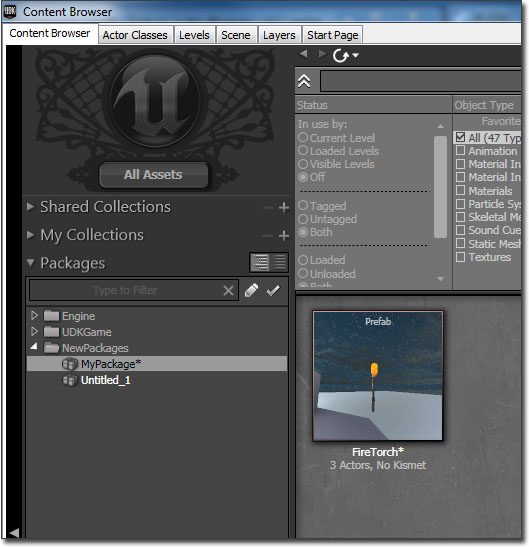 UDK Content Browser
Content Browser Actor Classes Levels Scene Layers Start Page
All Assets
Shared Collections
My Collections
Packages
Type to Filter
Engine
UDKGame
NewPackages
MyPackage*
Untitled_1
Status
In use by:
Current Level
Loaded Levels
Visible Levels
Off
Tagged
Untagged
Both
Loaded
Unloaded
Both
Object Type
Favorite
All (47 Typ
Animation
Material In
Material In
Materials
Particle Sy
Skeletal Me
Sound Cue
Static Mesh
Textures
Prefab
FireTorch*
3 Actors, No Kismet